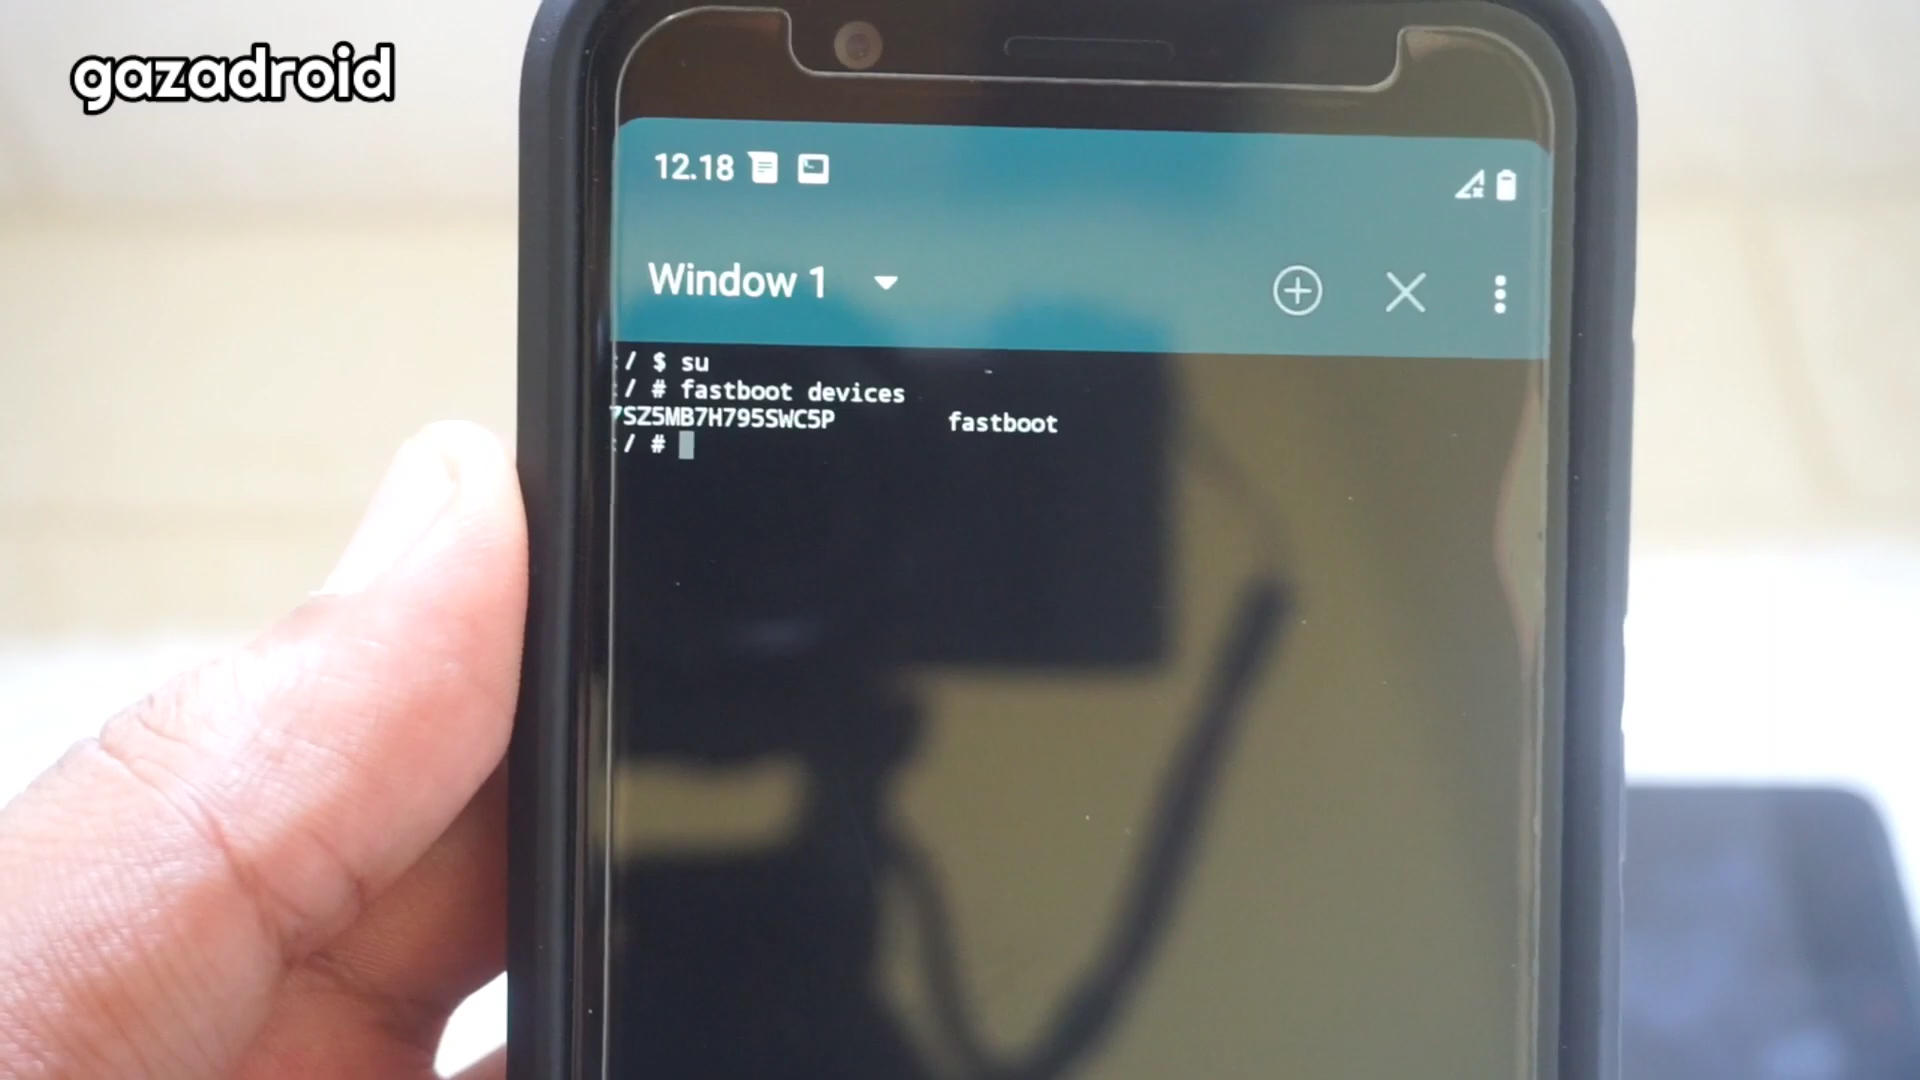 gazadroid
12.18
Window 1
:/ $ su
:/ # fastboot devices
7SZ5MB7H795SWC5P fastboot
:/ #